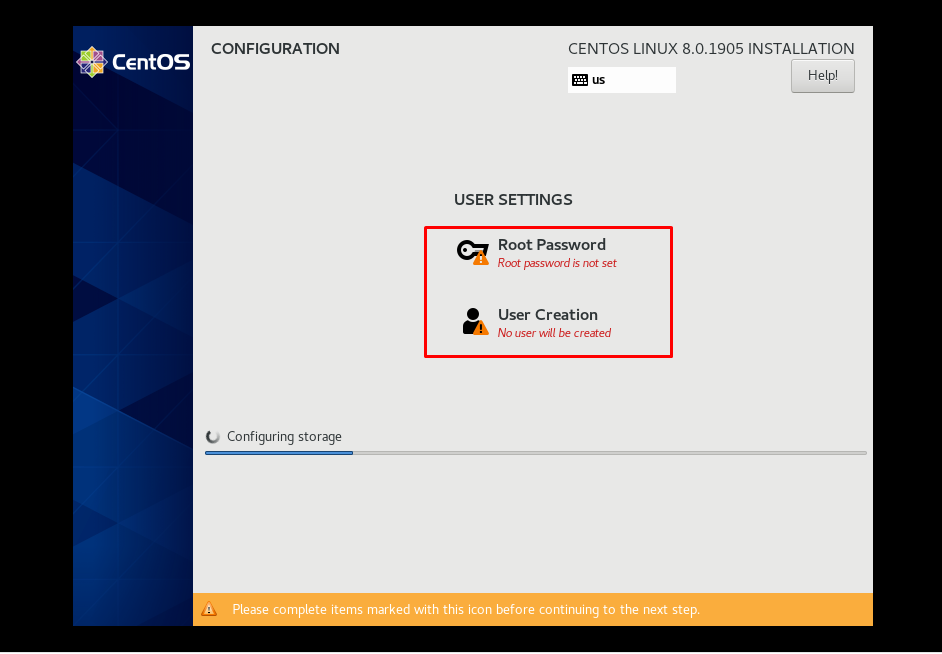 CentOS
CONFIGURATION
CENTOS LINUX 8.0.1905 INSTALLATION
us
Help!
USER SETTINGS
Root Password
Root password is not set
User Creation
No user will be created
Configuring storage
Please complete items marked with this icon before continuing to the next step.